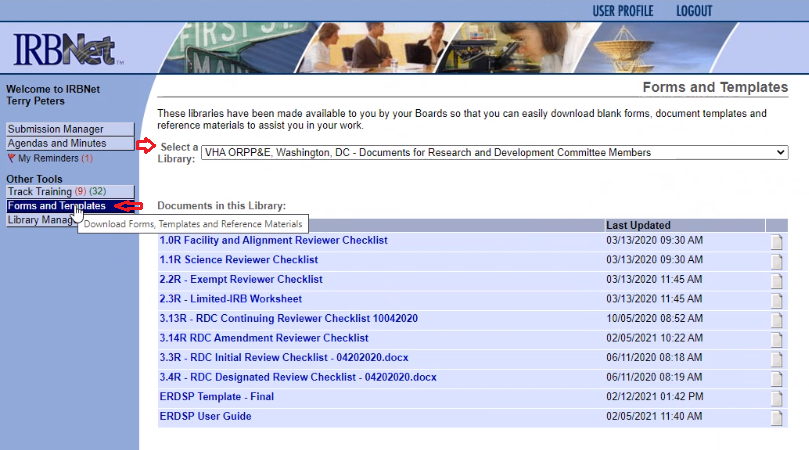 USER PROFILE LOGOUT
IRBNet
FIRST ST
MAIN
Welcome to IRBNet
Terry Peters
Forms and Templates
These libraries have been made available to you by your Boards so that you can easily download blank forms, document templates and
reference materials to assist you in your work.
Submission Manager
Agendas and Minutes
My Reminders (1)
Select a
Library:
VHA ORPP&E, Washington, DC - Documents for Research and Development Committee Members
Other Tools
Track Training (9) (32)
Forms and Templates
Library Manag
Download Forms, Templates and Reference Materials
Documents in this Library:
Last Updated
1.0R Facility and Alignment Reviewer Checklist 03/13/2020 09:30 AM
1.1R Science Reviewer Checklist 03/13/2020 09:30 AM
2.2R - Exempt Reviewer Checklist 03/13/2020 11:45 AM
2.3R - Limited-IRB Worksheet 03/13/2020 11:45 AM
3.13R - RDC Continuing Reviewer Checklist 10042020 10/05/2020 08:52 AM
3.14R RDC Amendment Reviewer Checklist 02/05/2021 10:22 AM
3.3R - RDC Initial Review Checklist - 04202020.docx 06/11/2020 08:18 AM
3.4R - RDC Designated Review Checklist - 04202020.docx 06/11/2020 08:19 AM
ERDSP Template - Final 02/12/2021 01:42 PM
ERDSP User Guide 02/05/2021 11:40 AM